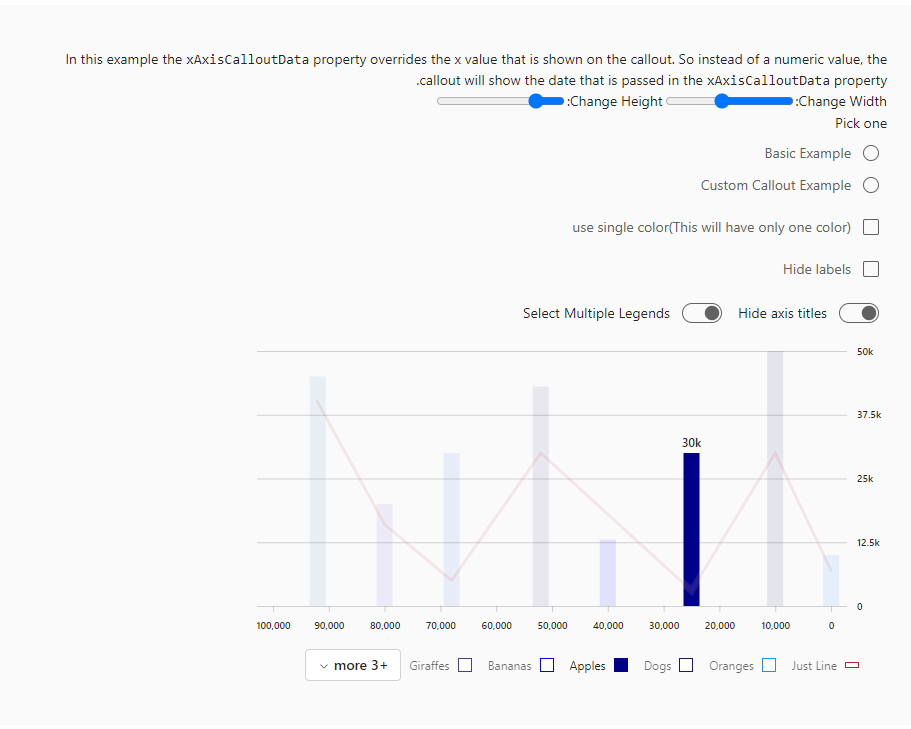 In this example the xAxisCalloutData property overrides the x value that is shown on the callout. So instead of a numeric value, the
.callout will show the date that is passed in the xAxisCalloutData property
:Change Height :Change Width
Pick one
Basic Example
Custom Callout Example
use single color(This will have only one color)
Hide labels
Select Multiple Legends Hide axis titles
50k
37.5k
30k
25k
12.5k
0
100,000 90,000 80,000 70,000 60,000 50,000 40,000 30,000 20,000 10,000 0
more 3+ Giraffes Bananas Apples Dogs Oranges Just Line